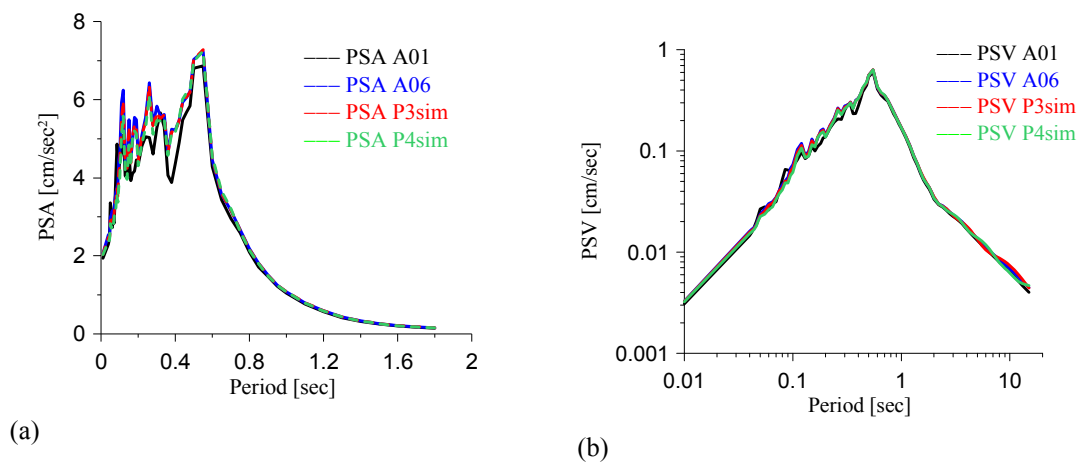 8
6
4
2
0
PSA [cm/sec²]
PSA A01
PSA A06
PSA P3sim
PSA P4sim
0 0.4 0.8 1.2 1.6 2
Period [sec]
(a)
1
0.1
0.01
0.001
PSV [cm/sec]
PSV A01
PSV A06
PSV P3sim
PSV P4sim
0.01 0.1 1 10
Period [sec]
(b)